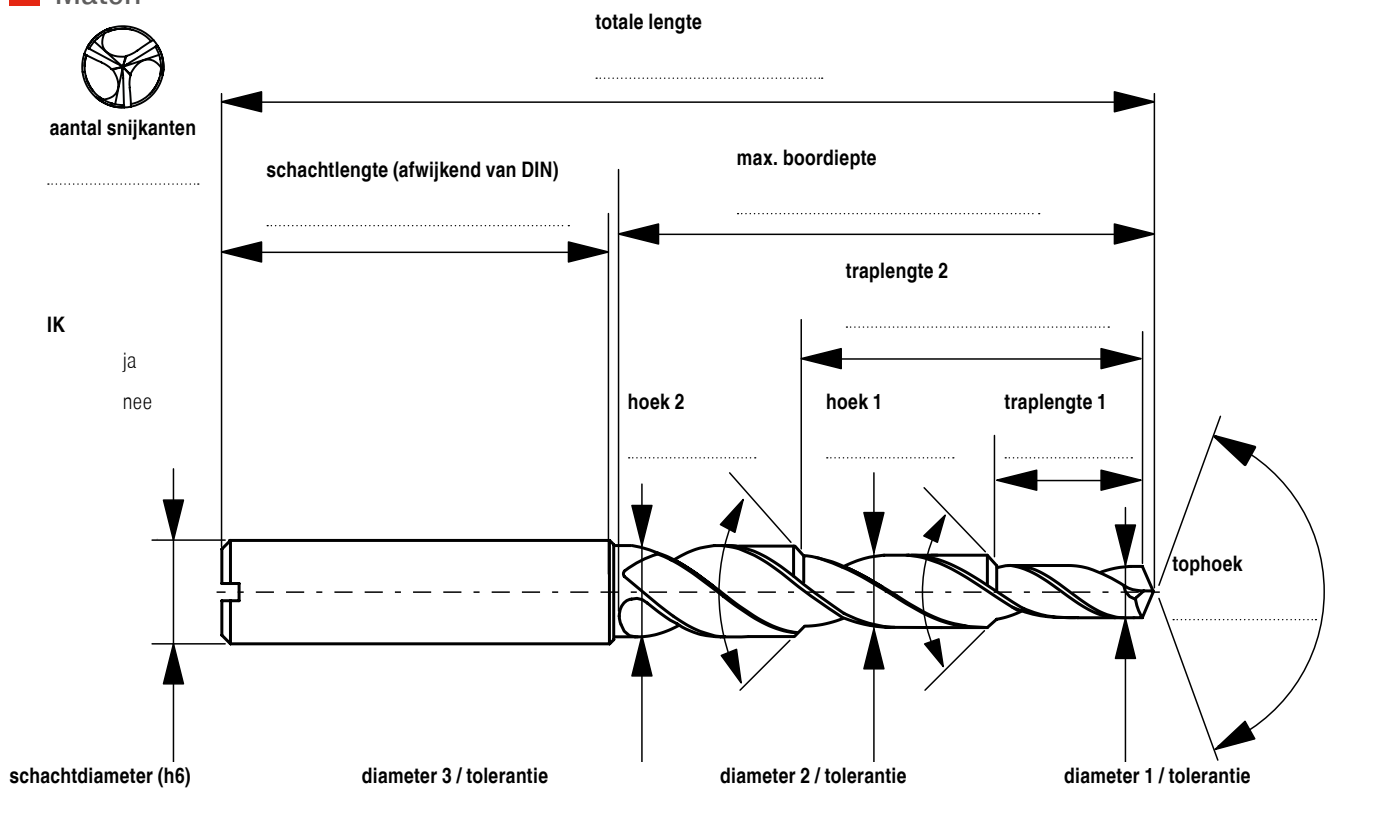 Maten
totale lengte
aantal snijkanten
max. boordiepte
schachtlengte (afwijkend van DIN)
traplengte 2
IK
ja
nee
hoek 2
hoek 1
traplengte 1
tophoek
schachtdiameter (h6)
diameter 3 / tolerantie
diameter 2 / tolerantie
diameter 1 / tolerantie